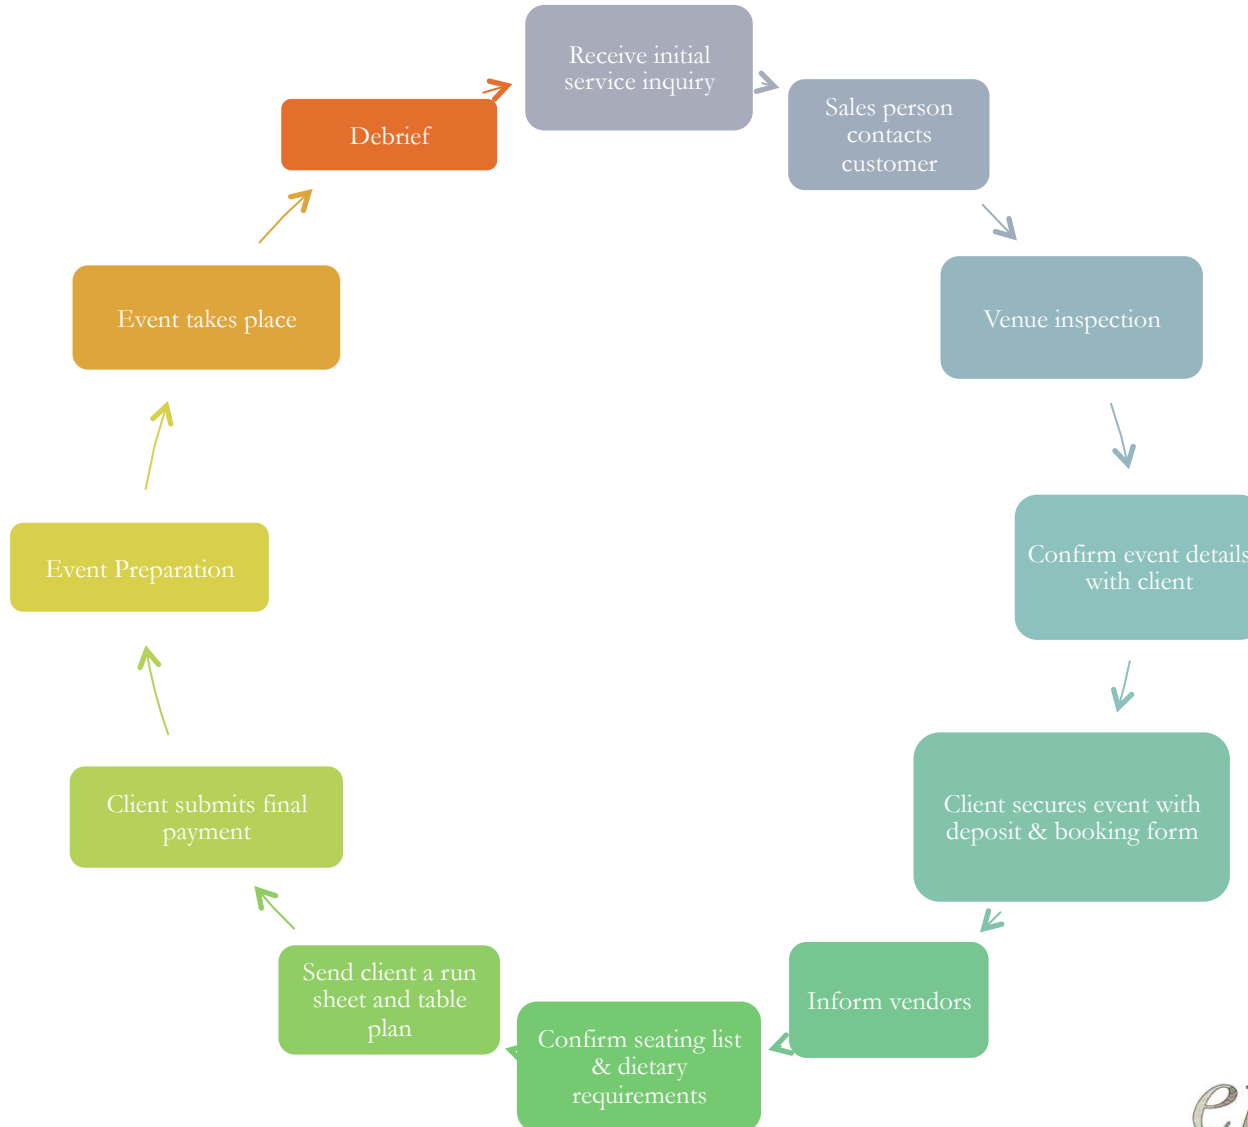 Receive initial
service inquiry
Sales person
contacts
customer
Venue inspection
Confirm event details
with client
Client secures event with
deposit & booking form
Inform vendors
Confirm seating list
& dietary
requirements
Send client a run
sheet and table
plan
Client submits final
payment
Event Preparation
Event takes place
Debrief